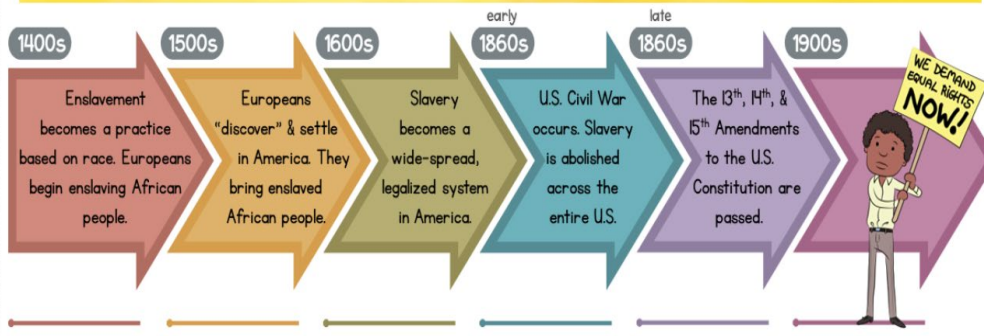 1400s
Enslavement
becomes a practice
based on race. Europeans
begin enslaving African
people.
1500s
Europeans
“discover” & settle
in America. They
bring enslaved
African people.
1600s
Slavery
becomes a
wide-spread,
legalized system
in America.
early
1860s
U.S. Civil War
occurs. Slavery
is abolished
across the
entire U.S.
late
1860s
The 13th, 14th, &
15th Amendments
to the U.S.
Constitution are
passed.
1900s
WE DEMAND
EQUAL RIGHTS
NOW!